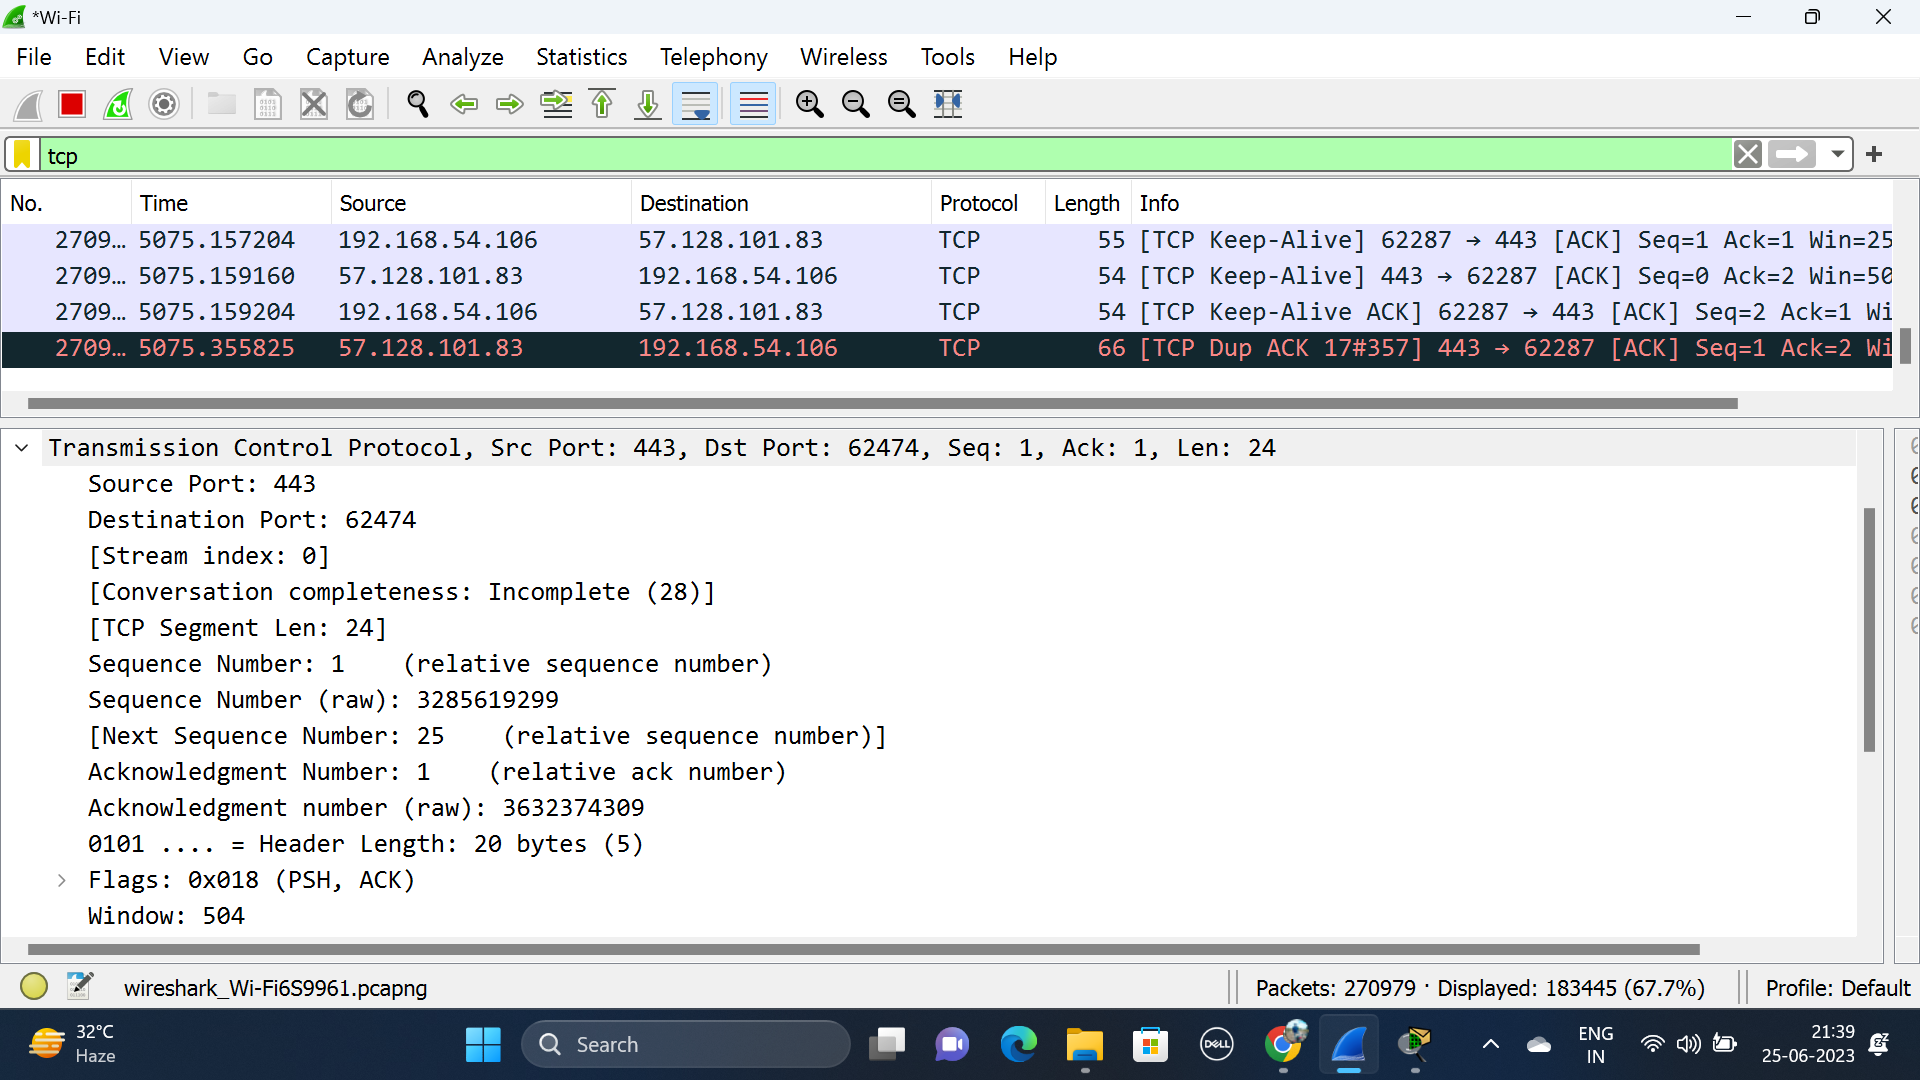 *Wi-Fi
File Edit View Go Capture Analyze Statistics Telephony Wireless Tools Help
tcp
No. Time Source Destination Protocol Length Info
2709… 5075.157204 192.168.54.106 57.128.101.83 TCP 55 [TCP Keep-Alive] 62287 → 443 [ACK] Seq=1 Ack=1 Win=25
2709… 5075.159160 57.128.101.83 192.168.54.106 TCP 54 [TCP Keep-Alive] 443 → 62287 [ACK] Seq=0 Ack=2 Win=50
2709… 5075.159204 192.168.54.106 57.128.101.83 TCP 54 [TCP Keep-Alive ACK] 62287 → 443 [ACK] Seq=2 Ack=1 Wi
2709… 5075.355825 57.128.101.83 192.168.54.106 TCP 66 [TCP Dup ACK 17#357] 443 → 62287 [ACK] Seq=1 Ack=2 Wi
Transmission Control Protocol, Src Port: 443, Dst Port: 62474, Seq: 1, Ack: 1, Len: 24
Source Port: 443
Destination Port: 62474
[Stream index: 0]
[Conversation completeness: Incomplete (28)]
[TCP Segment Len: 24]
Sequence Number: 1 (relative sequence number)
Sequence Number (raw): 3285619299
[Next Sequence Number: 25 (relative sequence number)]
Acknowledgment Number: 1 (relative ack number)
Acknowledgment number (raw): 3632374309
0101 .... = Header Length: 20 bytes (5)
Flags: 0x018 (PSH, ACK)
Window: 504
wireshark_Wi-Fi6S9961.pcapng
Packets: 270979 · Displayed: 183445 (67.7%)
Profile: Default
32°C
Haze
Search
DELL
ENG
IN
21:39
25-06-2023